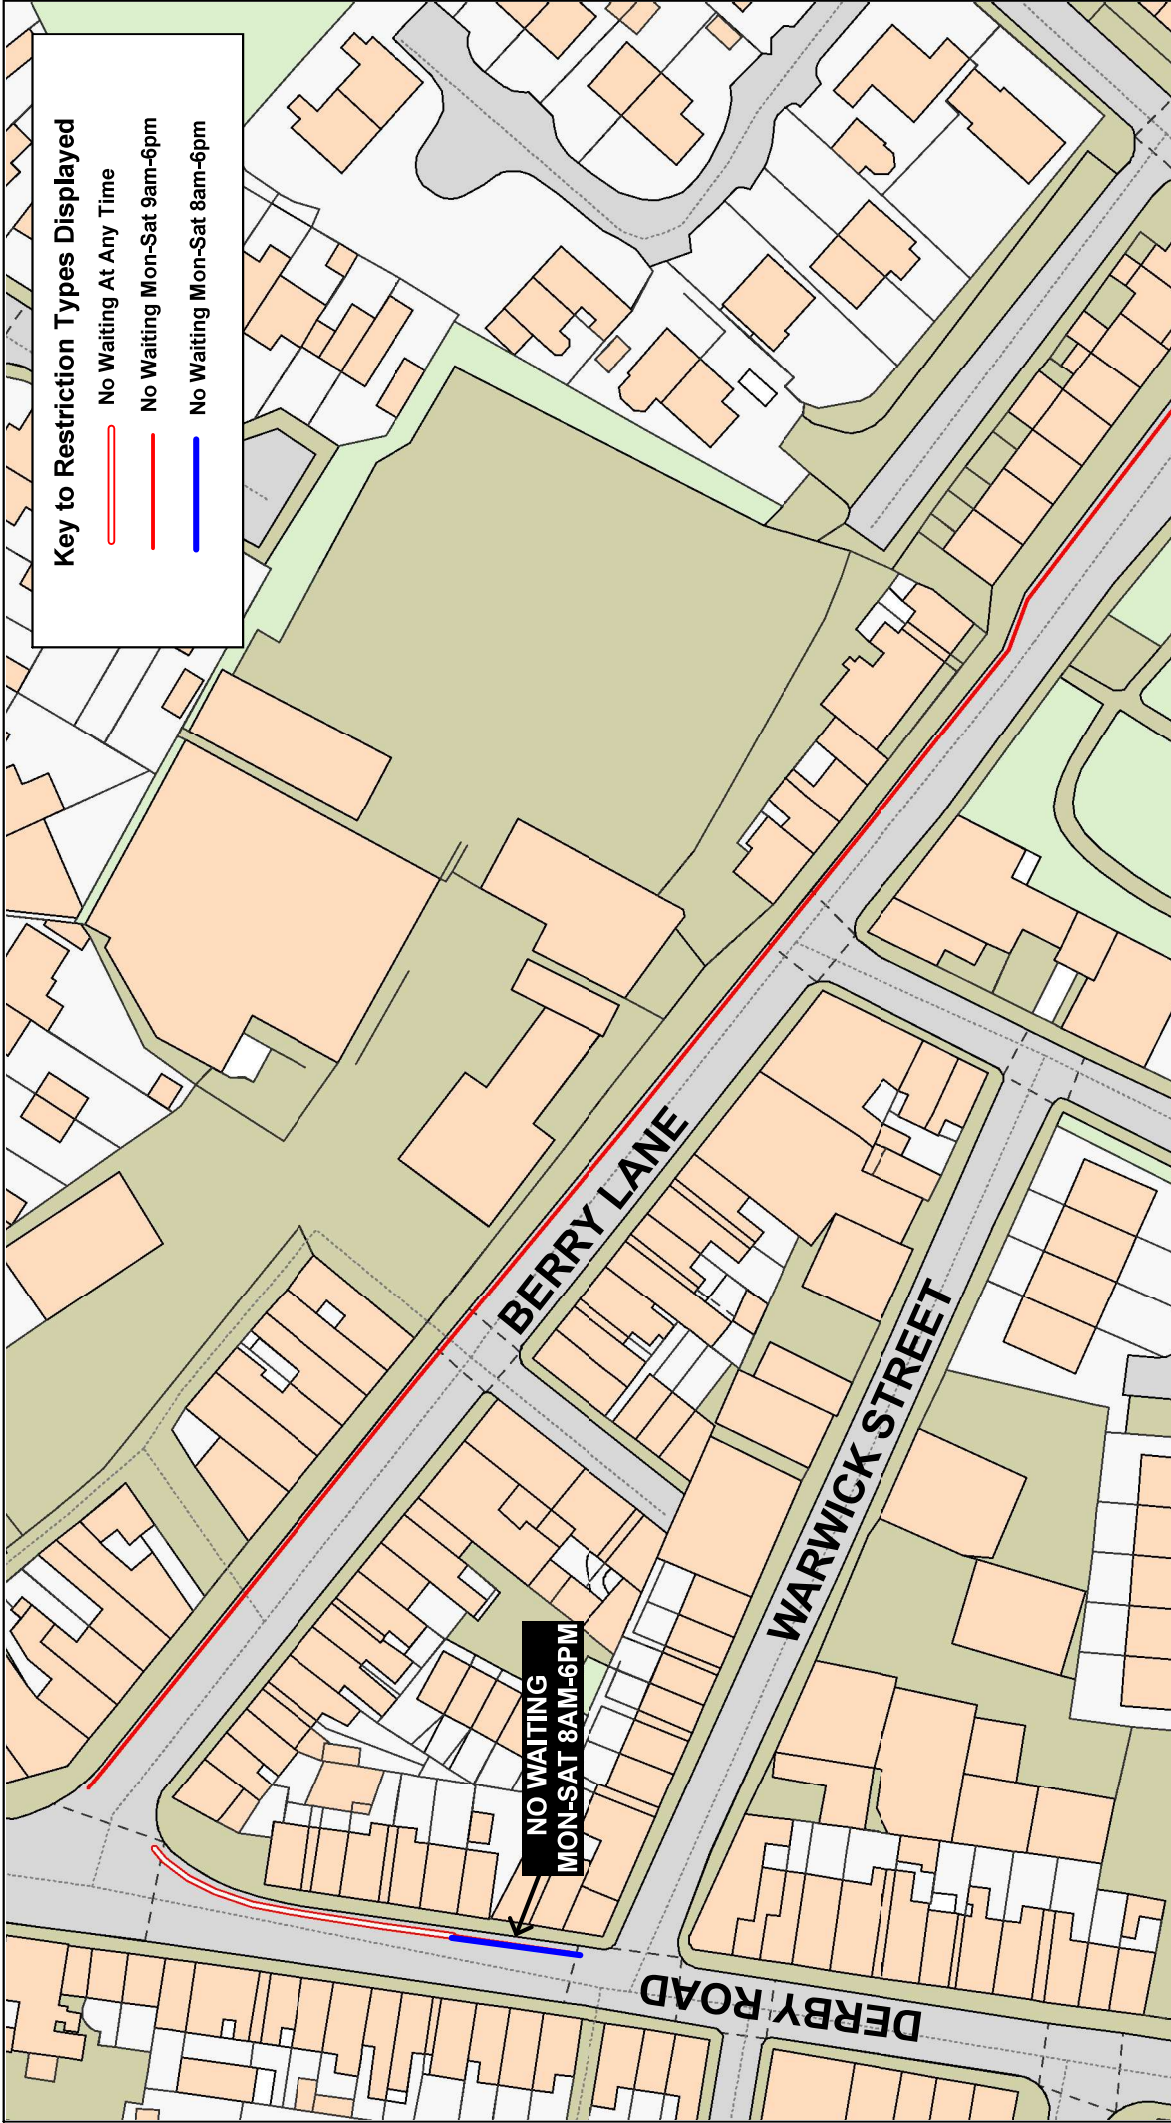 Key to Restriction Types Displayed
No Waiting At Any Time
No Waiting Mon-Sat 9am-6pm
No Waiting Mon-Sat 8am-6pm
BERRY LANE
WARWICK STREET
NO WAITING
MON-SAT 8AM-6PM
DERBY ROAD